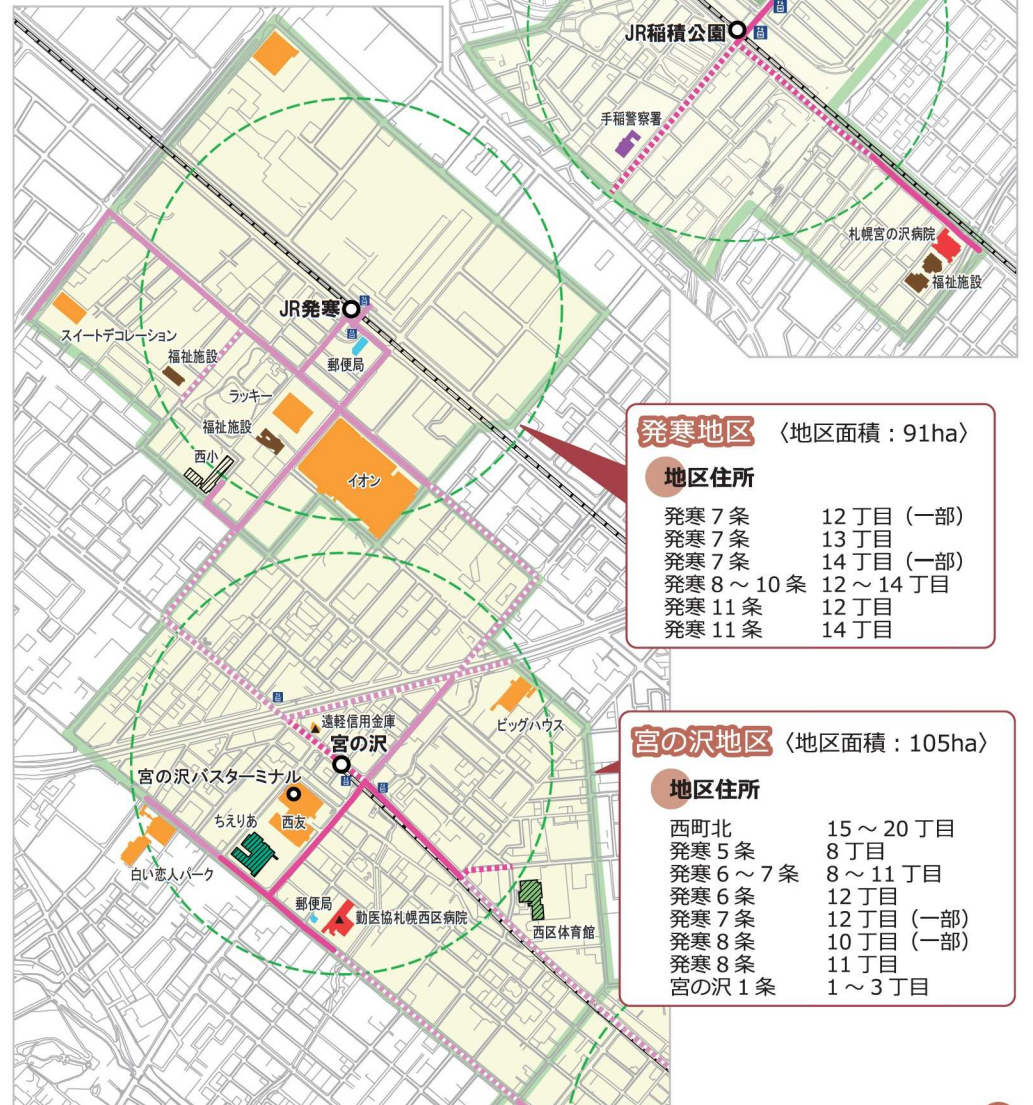 JR稲積公園
手稲警察署
札幌宮の沢病院
福祉施設
JR発寒
スイートデコレーション
福祉施設
郵便局
ラッキー
福祉施設
西小
イオン
発寒地区 〈地区面積：91ha〉
地区住所
発寒7条 12丁目（一部）
発寒7条 13丁目
発寒7条 14丁目（一部）
発寒8～10条 12～14丁目
発寒11条 12丁目
発寒11条 14丁目
遠軽信用金庫
宮の沢
ビッグハウス
宮の沢バスターミナル
ちえりあ
西友
白い恋人パーク
郵便局
勤医協札幌西区病院
西区体育館
宮の沢地区 〈地区面積：105ha〉
地区住所
西町北 15～20丁目
発寒5条 8丁目
発寒6～7条 8～11丁目
発寒6条 12丁目
発寒7条 12丁目（一部）
発寒8条 10丁目（一部）
発寒8条 11丁目
宮の沢1条 1～3丁目